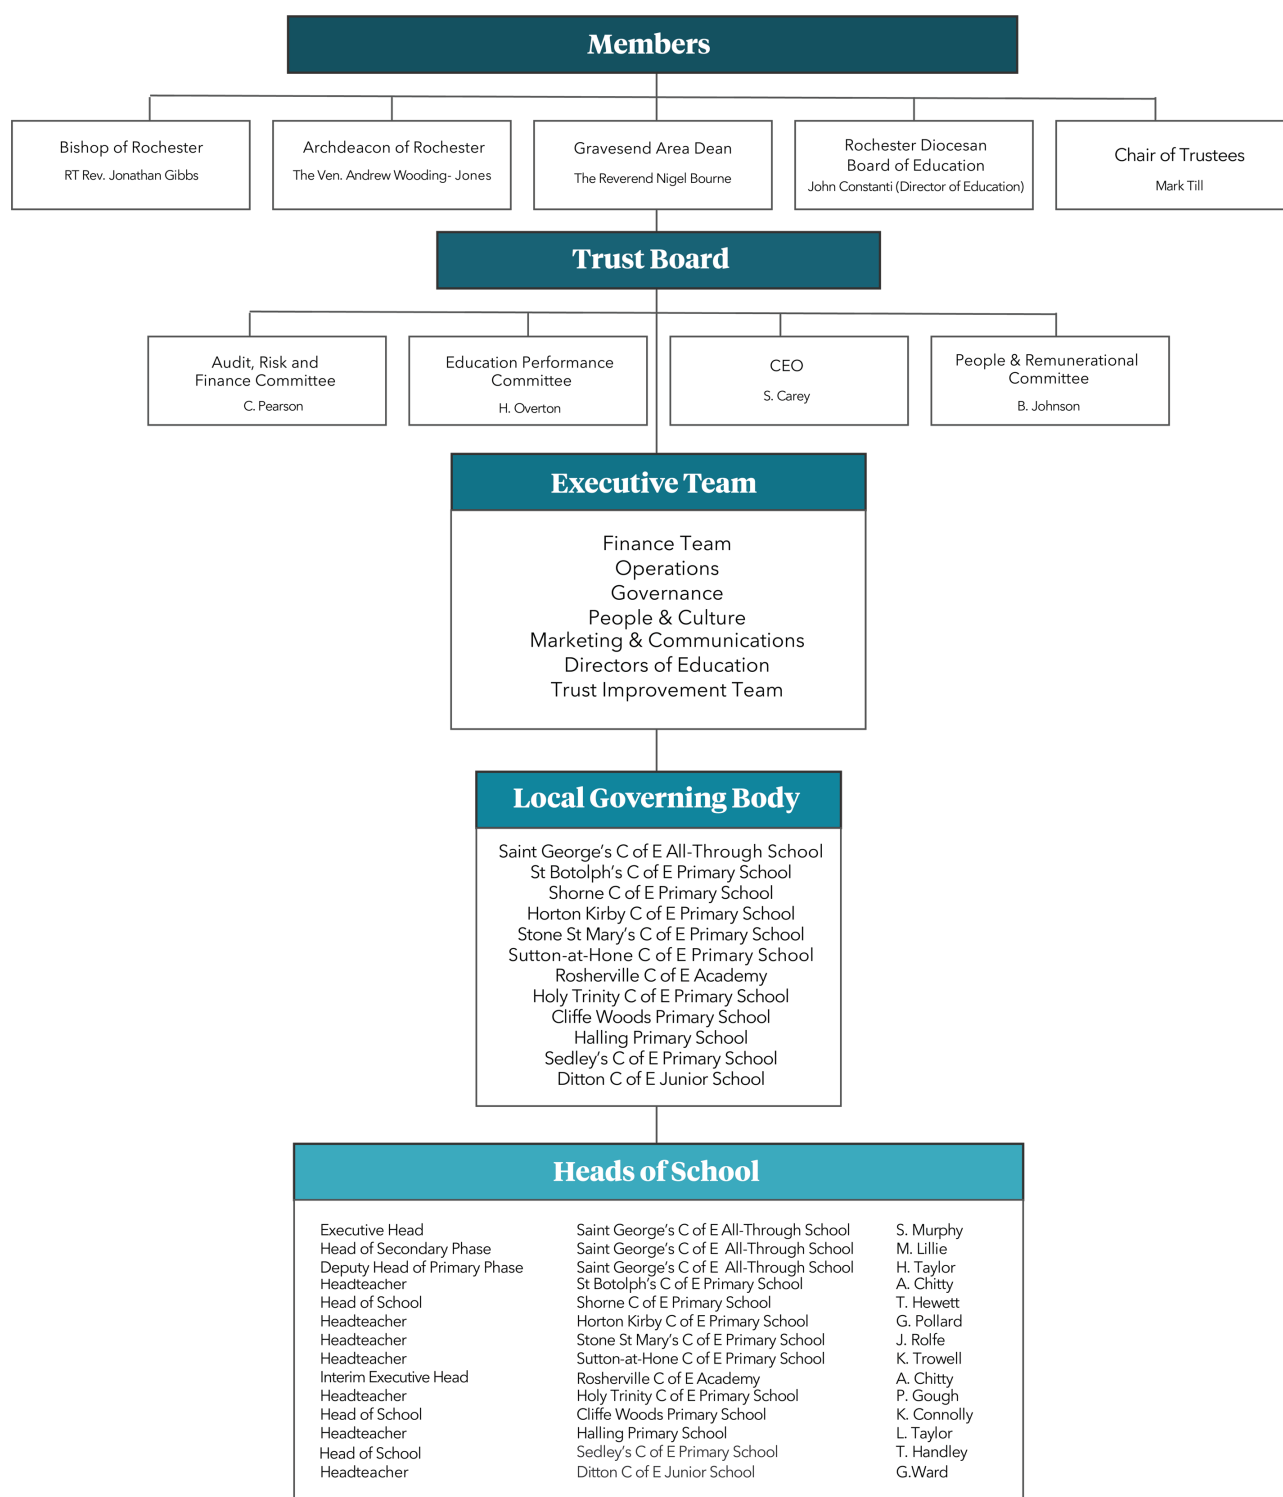 Members
Bishop of Rochester
RT Rev. Jonathan Gibbs
Archdeacon of Rochester
The Ven. Andrew Wooding- Jones
Gravesend Area Dean
The Reverend Nigel Bourne
Rochester Diocesan
Board of Education
John Constanti (Director of Education)
Chair of Trustees
Mark Till
Trust Board
Audit, Risk and
Finance Committee
C. Pearson
Education Performance
Committee
H. Overton
CEO
S. Carey
People & Remunerational
Committee
B. Johnson
Executive Team
Finance Team
Operations
Governance
People & Culture
Marketing & Communications
Directors of Education
Trust Improvement Team
Local Governing Body
Saint George's C of E All-Through School
St Botolph's C of E Primary School
Shorne C of E Primary School
Horton Kirby C of E Primary School
Stone St Mary's C of E Primary School
Sutton-at-Hone C of E Primary School
Rosherville C of E Academy
Holy Trinity C of E Primary School
Cliffe Woods Primary School
Halling Primary School
Sedley's C of E Primary School
Ditton C of E Junior School
Heads of School
Executive Head Saint George's C of E All-Through School S. Murphy
Head of Secondary Phase Saint George's C of E All-Through School M. Lillie
Deputy Head of Primary Phase Saint George's C of E All-Through School H. Taylor
Headteacher St Botolph's C of E Primary School A. Chitty
Head of School Shorne C of E Primary School T. Hewett
Headteacher Horton Kirby C of E Primary School G. Pollard
Headteacher Stone St Mary's C of E Primary School J. Rolfe
Headteacher Sutton-at-Hone C of E Primary School K. Trowell
Interim Executive Head Rosherville C of E Academy A. Chitty
Headteacher Holy Trinity C of E Primary School P. Gough
Head of School Cliffe Woods Primary School K. Connolly
Headteacher Halling Primary School L. Taylor
Head of School Sedley's C of E Primary School T. Handley
Headteacher Ditton C of E Junior School G.Ward